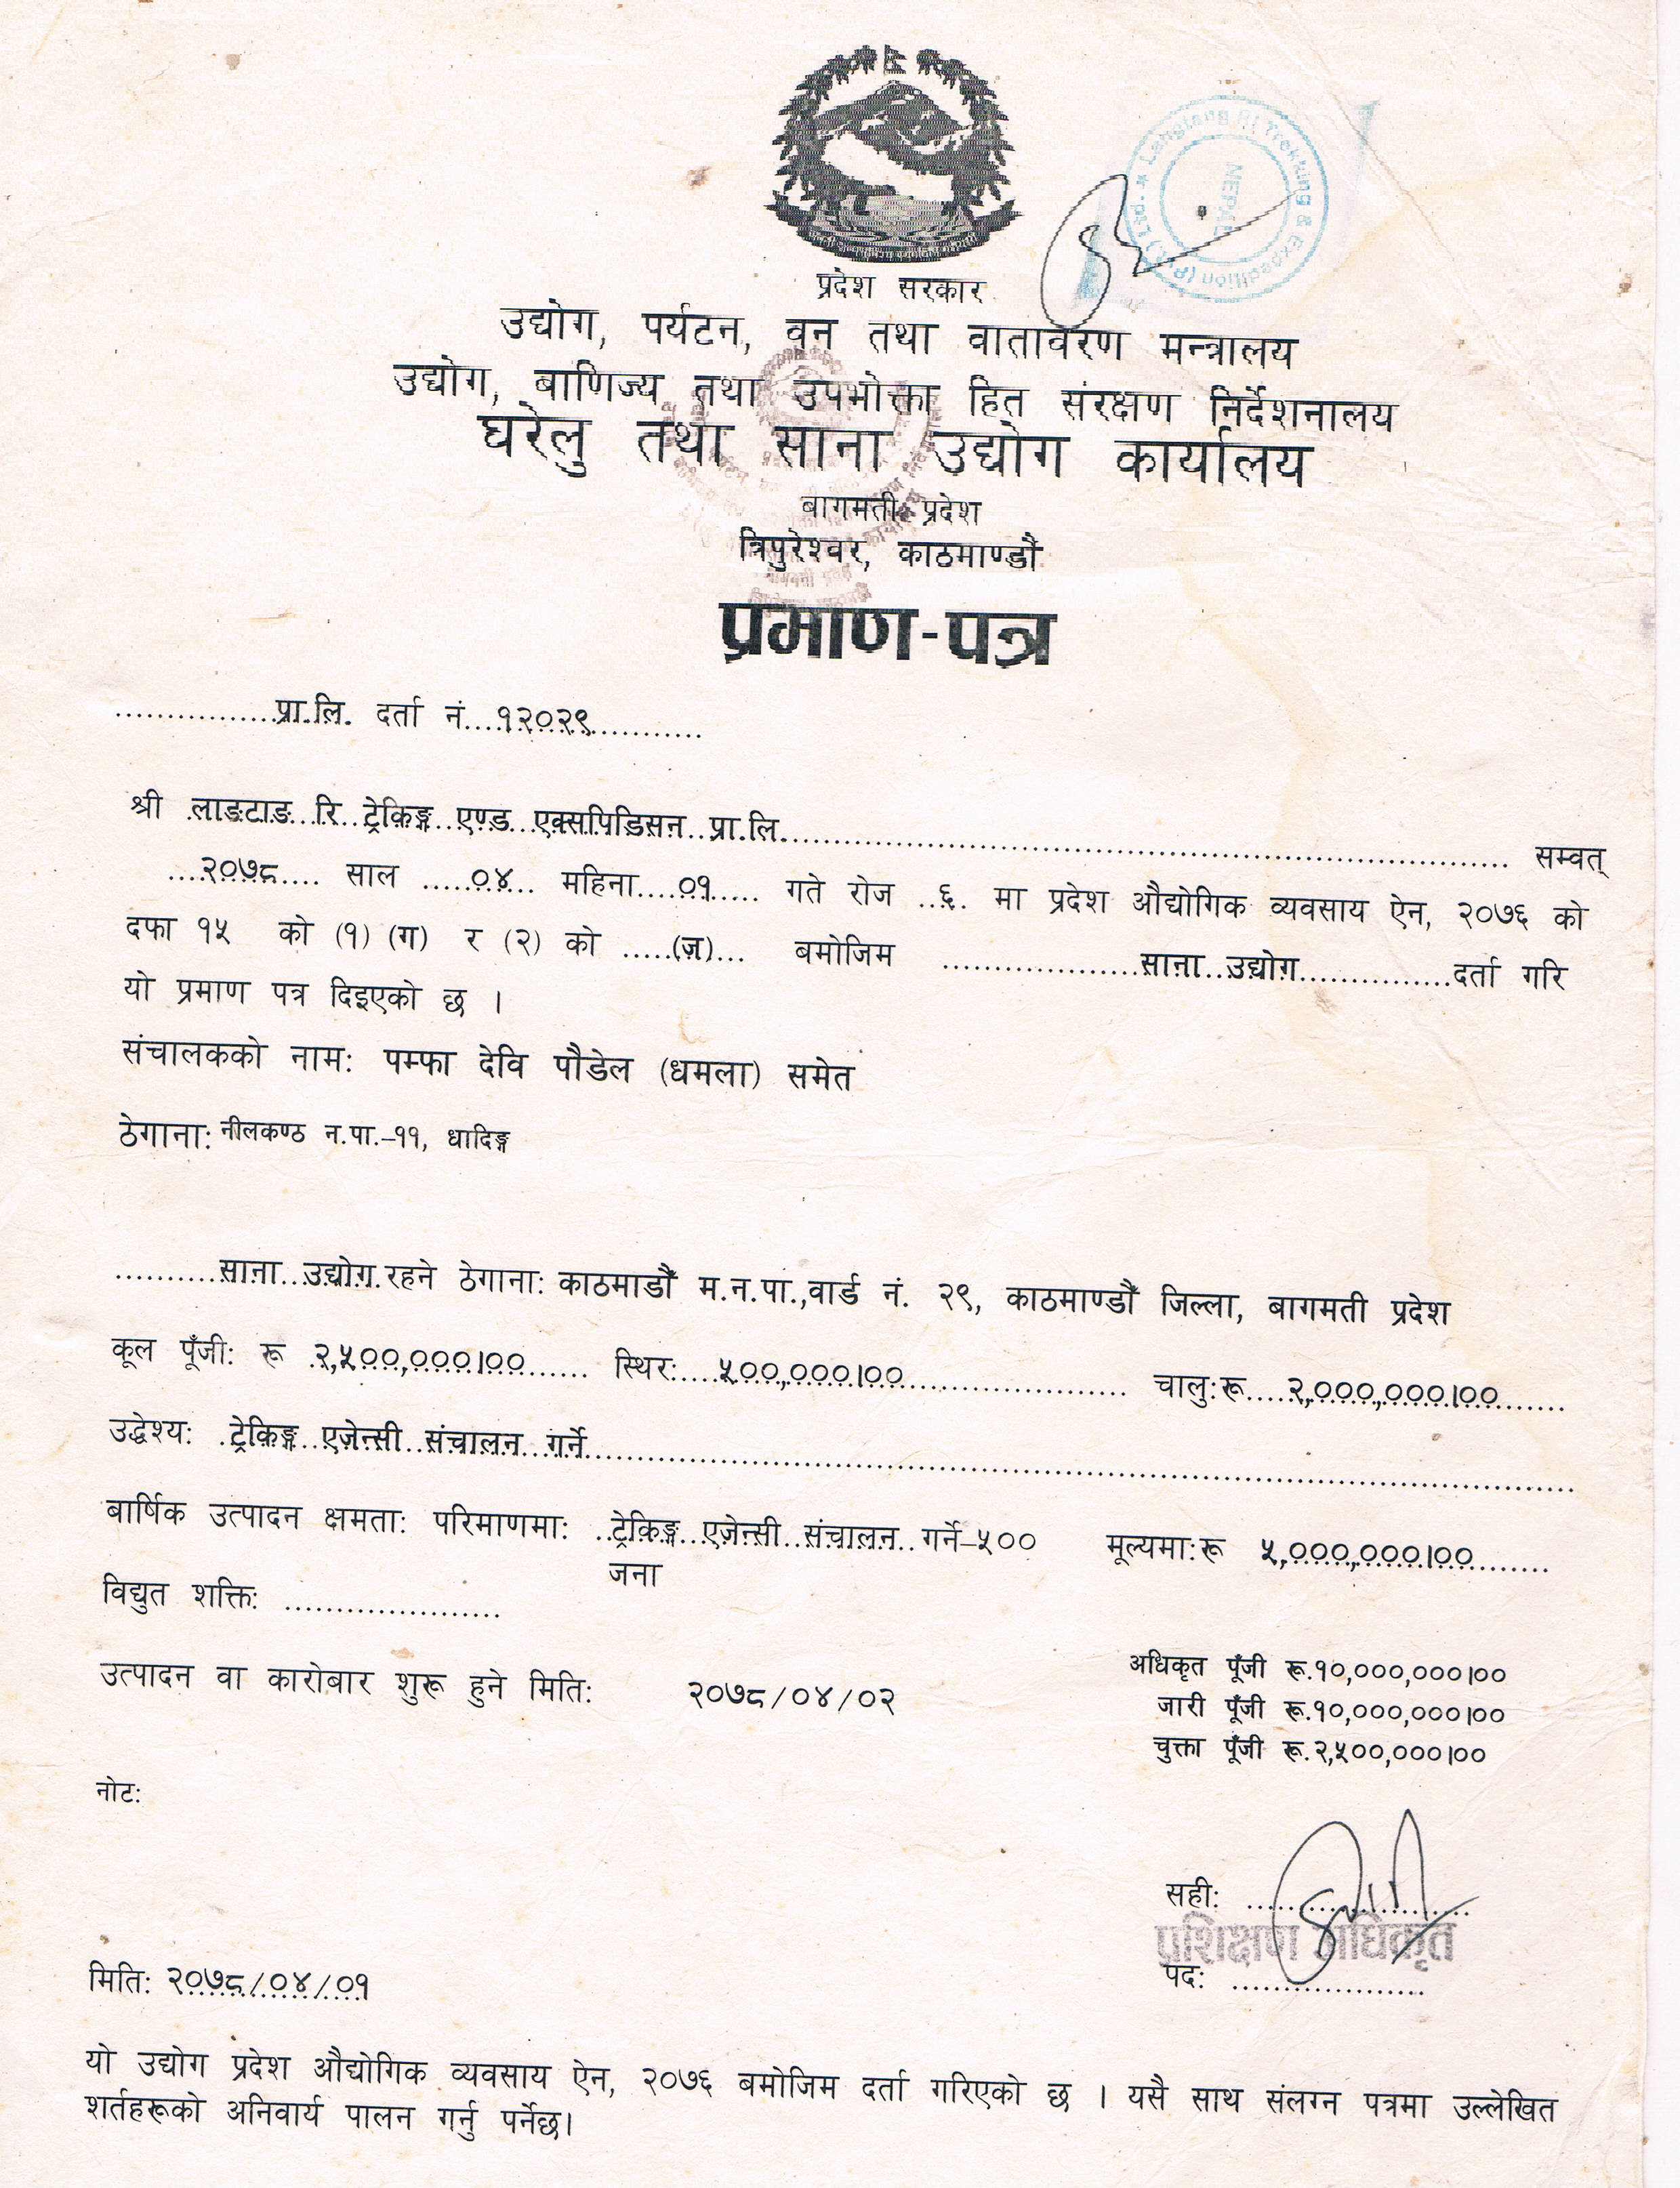 Langtang Ri Trekking & Expedition (P.) Ltd.
NEPAL
प्रदेश सरकार
उद्योग, पर्यटन, वन तथा वातावरण मन्त्रालय
उद्योग, बाणिज्य तथा उपभोक्ता हित संरक्षण निर्देशनालय
घरेलु तथा साना उद्योग कार्यालय
बागमती प्रदेश
त्रिपुरेश्वर, काठमाण्डौं
प्रमाण-पत्र
...................प्रा.लि. दर्ता नं....१२०२९.............
श्री लाङटाङ रि ट्रेकिङ्ग एण्ड एक्सपिडिसन प्रा.लि............................................................ सम्वत्
....२०७८..... साल .....०४... महिना....०१..... गते रोज ..६. मा प्रदेश औद्योगिक व्यवसाय ऐन, २०७६ को
दफा १५ को (१) (ग) र (२) को .....(ज)... बमोजिम ....................साना उद्योग...............दर्ता गरि
यो प्रमाण पत्र दिइएको छ ।
संचालकको नाम: पम्फा देवि पौडेल (धमला) समेत
ठेगाना: नीलकण्ठ न.पा.–११, धादिङ्ग
..........साना उद्योग रहने ठेगाना: काठमाडौं म.न.पा.,वार्ड नं. २९, काठमाण्डौं जिल्ला, बागमती प्रदेश
कूल पूँजी: रू २,५००,०००|००....... स्थिर:....५००,०००|००........................ चालु:रू....२,०००,०००|००.......
उद्धेश्य: ट्रेकिङ्ग एजेन्सी संचालन गर्ने............................................................
बार्षिक उत्पादन क्षमता: परिमाणमा: ..ट्रेकिङ्ग एजेन्सी संचालन गर्ने–५०० मूल्यमा:रू ५,०००,०००|००........
जना
विद्युत शक्ति: ......................
उत्पादन वा कारोबार शुरू हुने मिति: २०७८/०४/०२
अधिकृत पूँजी रू.१०,०००,०००|००
जारी पूँजी रू.१०,०००,०००|००
चुक्ता पूँजी रू.२,५००,०००|००
नोट:
सही: ......................
प्रशिक्षण अधिकृत
पद: ....................
मिति: २०७८/०४/०१
यो उद्योग प्रदेश औद्योगिक व्यवसाय ऐन, २०७६ बमोजिम दर्ता गरिएको छ । यसै साथ संलग्न पत्रमा उल्लेखित
शर्तहरूको अनिवार्य पालन गर्नु पर्नेछ।